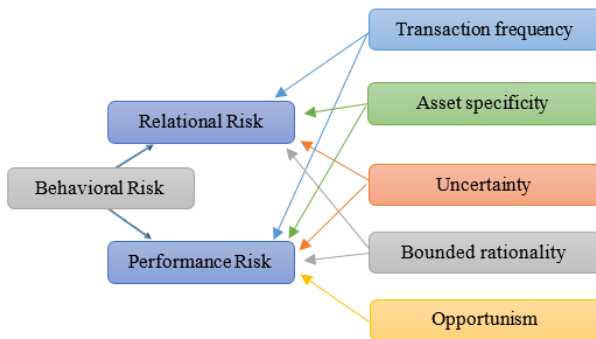 Transaction frequency
Asset specificity
Relational Risk
Uncertainty
Behavioral Risk
Bounded rationality
Performance Risk
Opportunism